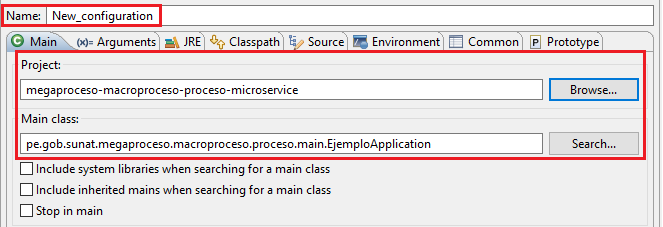 Name: New_configuration
Main (x)= Arguments JRE Classpath Source Environment Common Prototype
Project:
megaproceso-macroproceso-proceso-microservice Browse...
Main class:
pe.gob.sunat.megaproceso.macroproceso.proceso.main.EjemploApplication Search...
Include system libraries when searching for a main class
Include inherited mains when searching for a main class
Stop in main